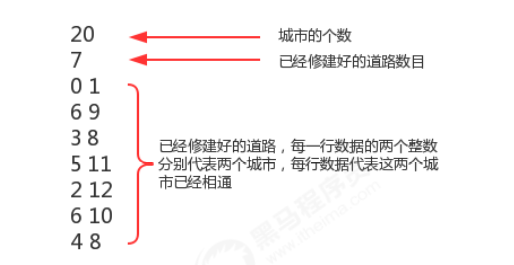 20
城市的个数
7
已经修建好的道路数目
0 1
6 9
3 8
5 11
2 12
6 10
4 8
已经修建好的道路，每一行数据的两个整数
分别代表两个城市，每行数据代表这两个城
市已经相通
黑马程序员
www.itheima.com